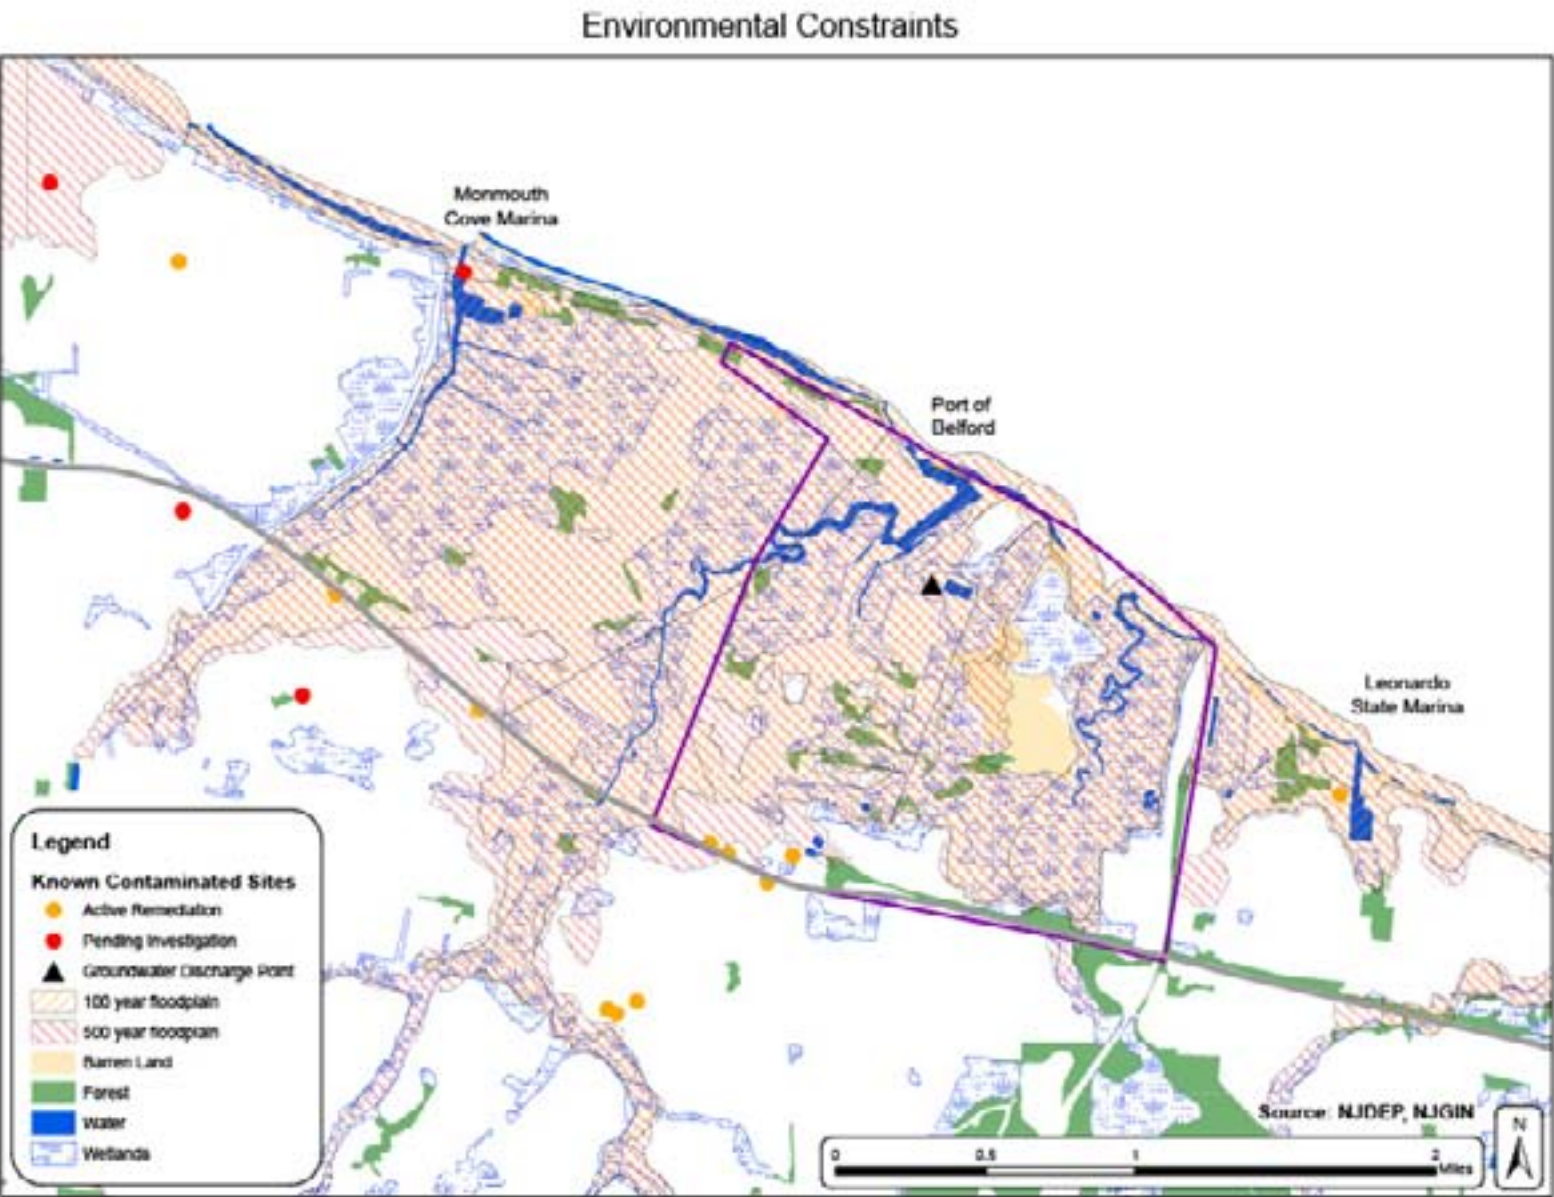 Environmental Constraints
Monmouth
Cove Marina
Port of
Belford
Leonardo
State Marina
Legend
Known Contaminated Sites
Active Remediation
Pending Investigation
Groundwater Discharge Point
100 year floodplain
500 year floodplain
Barren Land
Forest
Water
Wetlands
Source: NJDEP, NJGIN
N
0 0.5 1 2
Miles